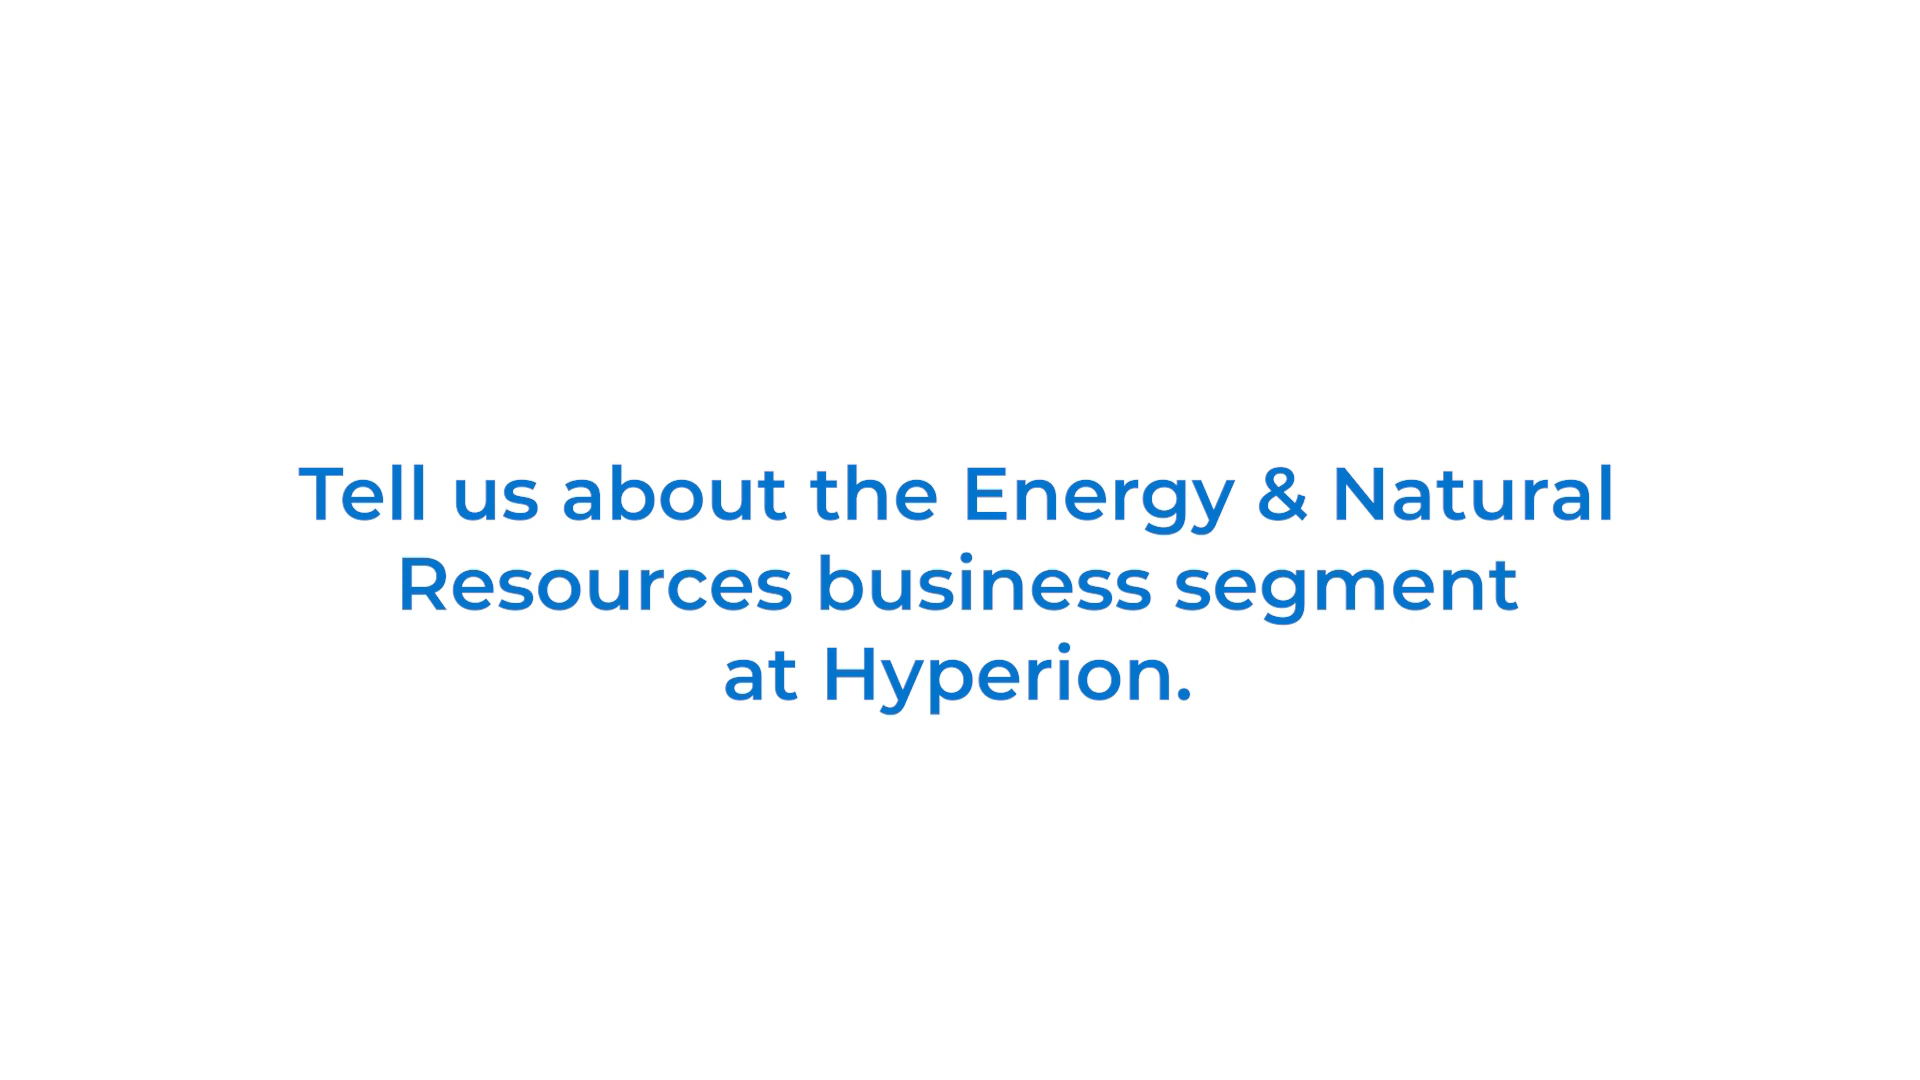 Tell us about the Energy & Natural
Resources business segment
at Hyperion.